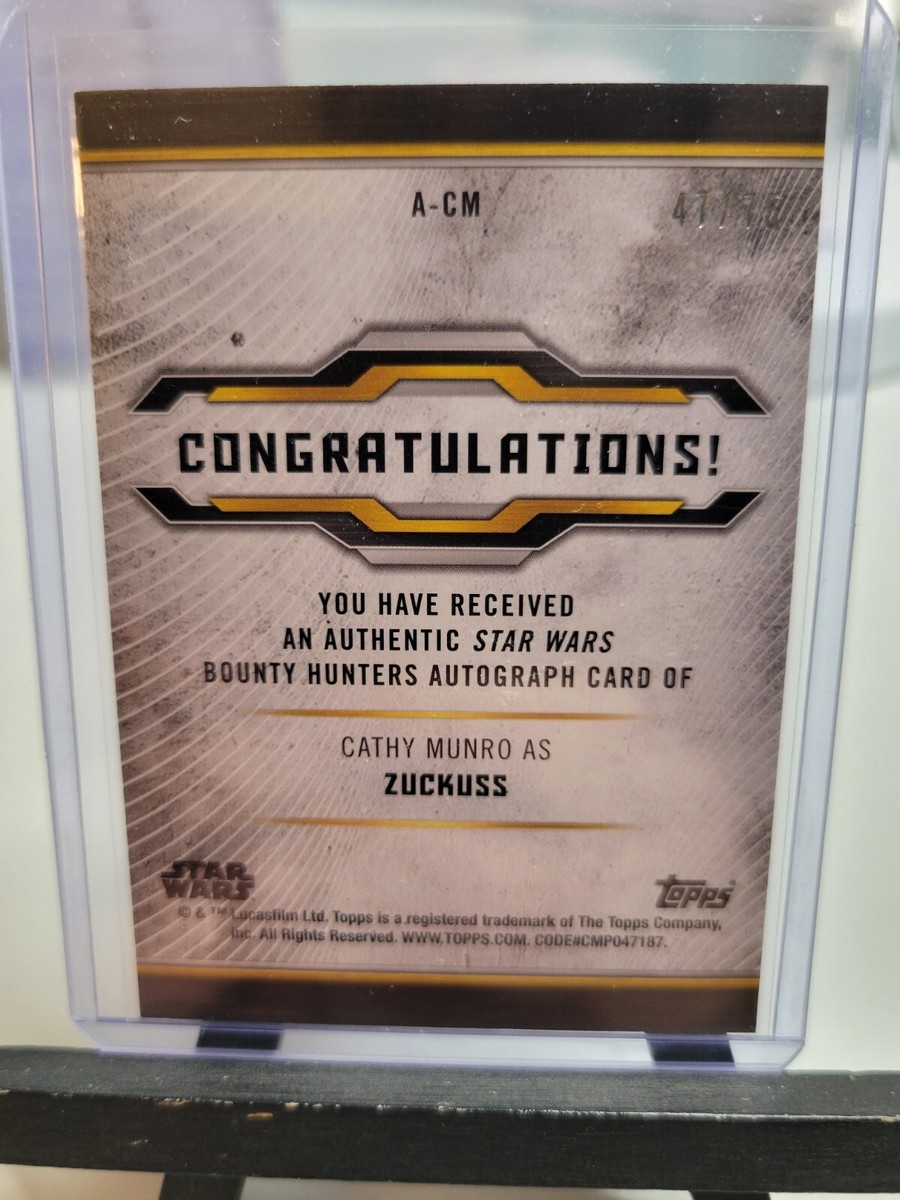 A-CM
CONGRATULATIONS!
YOU HAVE RECEIVED
AN AUTHENTIC STAR WARS
BOUNTY HUNTERS AUTOGRAPH CARD OF
CATHY MUNRO AS
ZUCKUSS
STAR
WARS
Topps®
© & ™ Lucasfilm Ltd. Topps is a registered trademark of The Topps Company,
Inc. All Rights Reserved. WWW.TOPPS.COM. CODE#CMP047187.